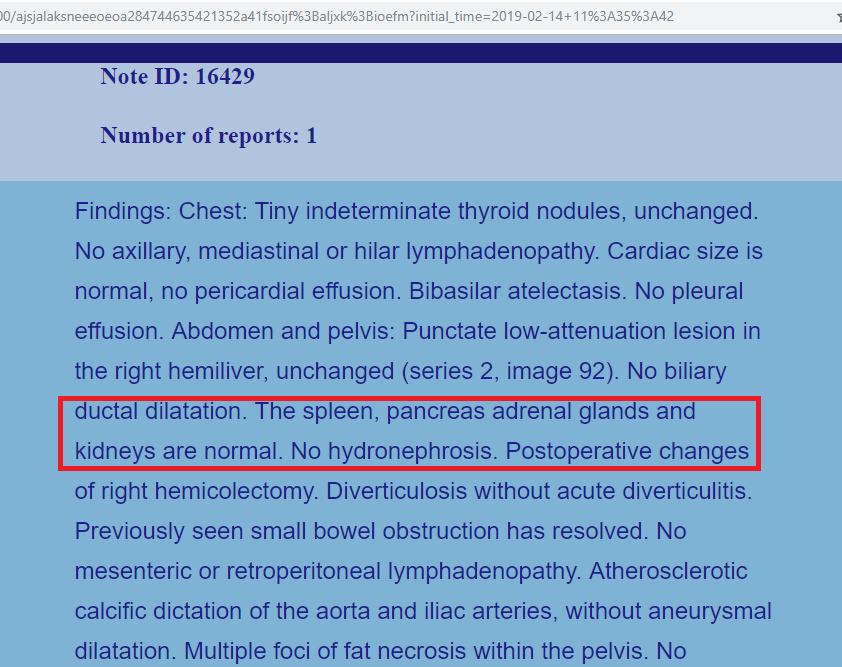 00/ajsjalaksneeeoeoa284744635421352a41fsoijf%3Baljxk%3Bioefm?initial_time=2019-02-14+11%3A35%3A42
Note ID: 16429
Number of reports: 1
Findings: Chest: Tiny indeterminate thyroid nodules, unchanged.
No axillary, mediastinal or hilar lymphadenopathy. Cardiac size is
normal, no pericardial effusion. Bibasilar atelectasis. No pleural
effusion. Abdomen and pelvis: Punctate low-attenuation lesion in
the right hemiliver, unchanged (series 2, image 92). No biliary
ductal dilatation. The spleen, pancreas adrenal glands and
kidneys are normal. No hydronephrosis. Postoperative changes
of right hemicolectomy. Diverticulosis without acute diverticulitis.
Previously seen small bowel obstruction has resolved. No
mesenteric or retroperitoneal lymphadenopathy. Atherosclerotic
calcific dictation of the aorta and iliac arteries, without aneurysmal
dilatation. Multiple foci of fat necrosis within the pelvis. No